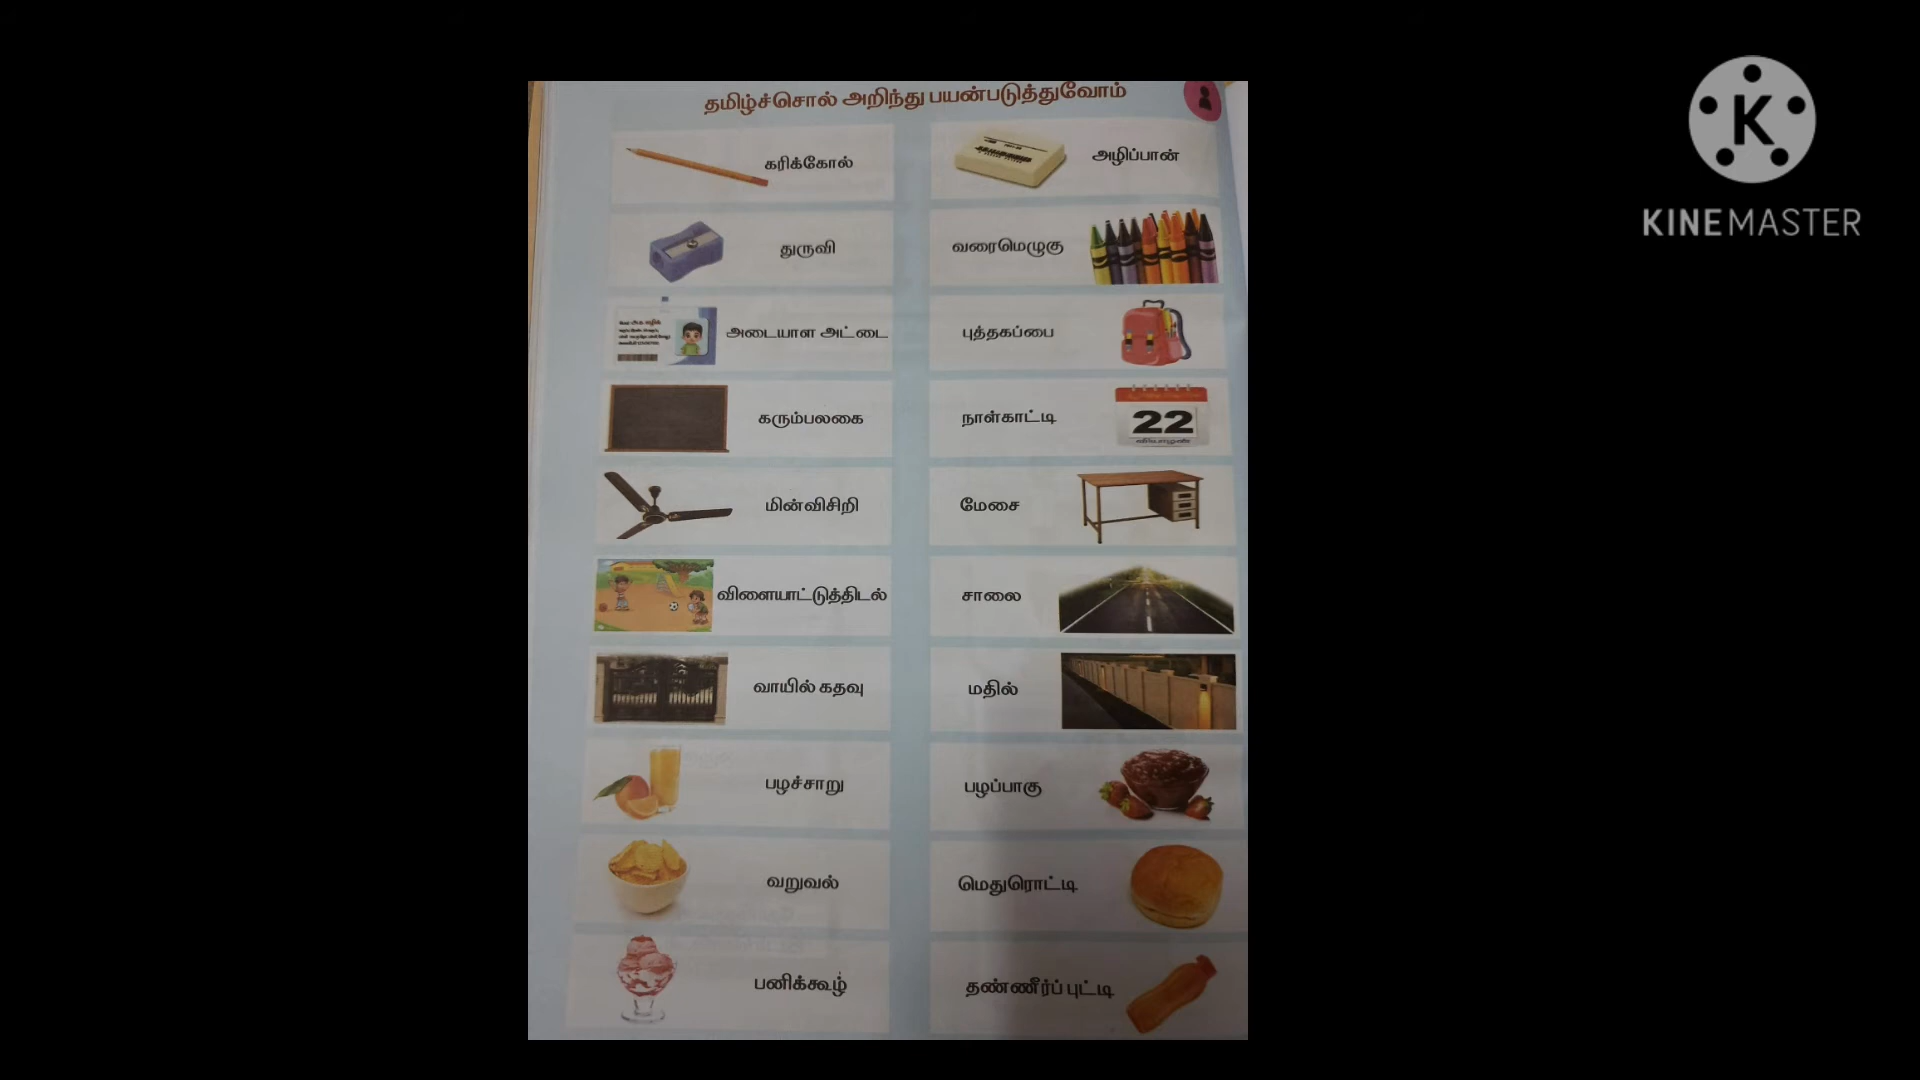 தமிழ்ச்சொல் அறிந்து பயன்படுத்துவோம்
கரிக்கோல்
அழிப்பான்
துருவி
வரைமெழுகு
அடையாள அட்டை
புத்தகப்பை
கரும்பலகை
நாள்காட்டி
22
வியாழன்
மின்விசிறி
மேசை
விளையாட்டுத்திடல்
சாலை
வாயில் கதவு
மதில்
பழச்சாறு
பழப்பாகு
வறுவல்
மெதுரொட்டி
பனிக்கூழ்
தண்ணீர்ப் புட்டி
K
KINEMASTER